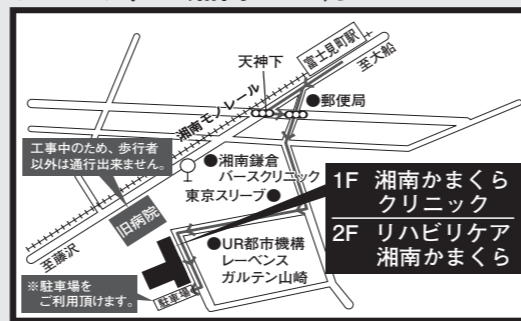 富士見町駅
至大船
天神下
●郵便局
湘南モノレール
工事中のため、歩行者
以外は通行出来ません。
●湘南鎌倉
バースクリニック
東京スリーブ●
旧病院
至藤沢
1F 湘南かまくら
クリニック
2F リハビリケア
湘南かまくら
●UR都市機構
レーベンス
ガルテン山崎
※駐車場を
ご利用頂けます。
駐車場